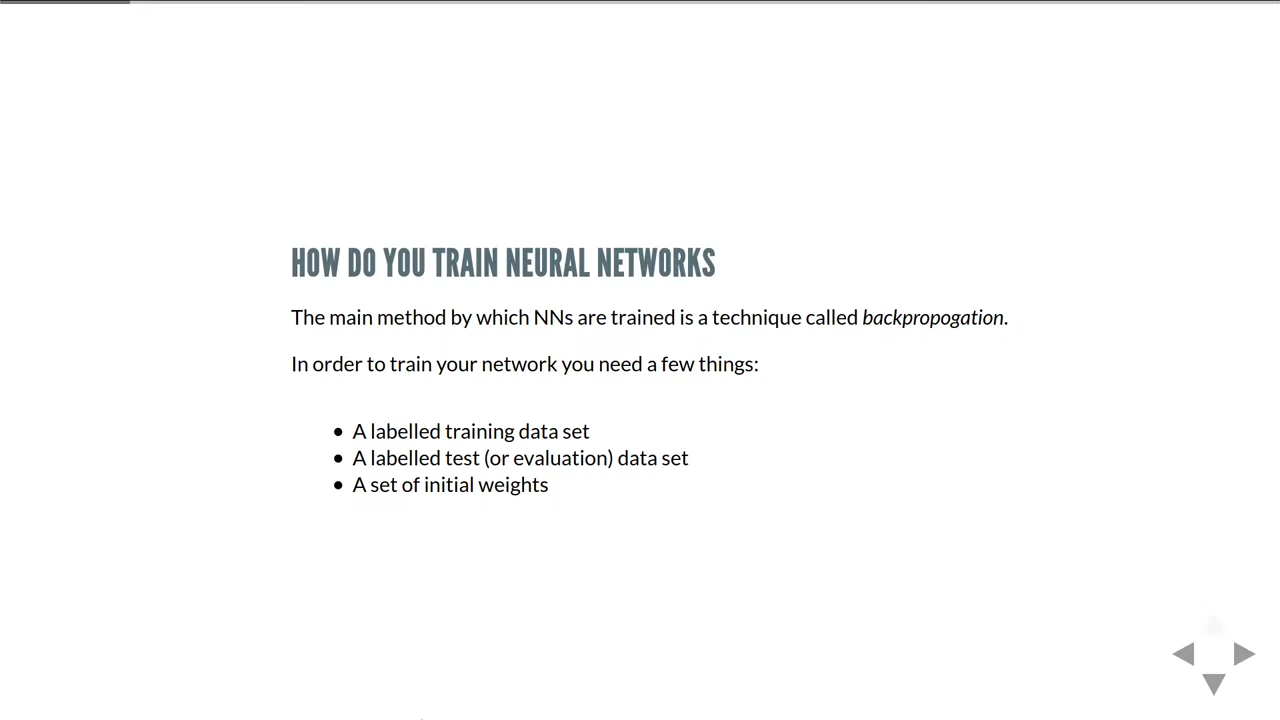 HOW DO YOU TRAIN NEURAL NETWORKS
The main method by which NNs are trained is a technique called backpropogation.
In order to train your network you need a few things:
• A labelled training data set
• A labelled test (or evaluation) data set
• A set of initial weights